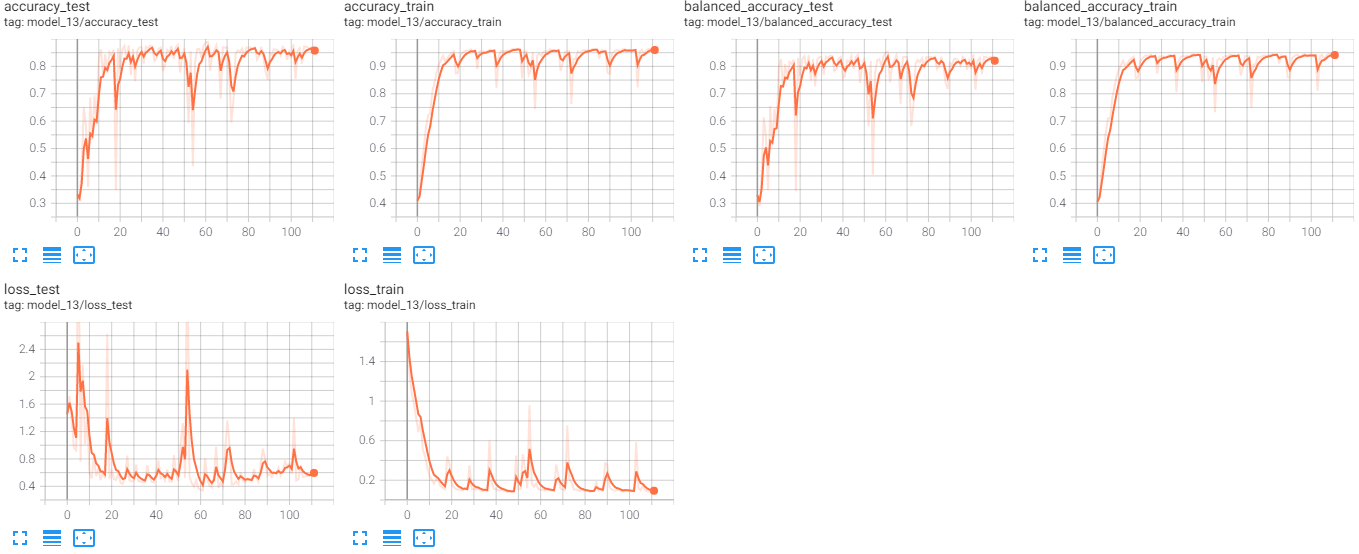 accuracy_test
tag: model_13/accuracy_test
0.8
0.7
0.6
0.5
0.4
0.3
0 20 40 60 80 100
accuracy_train
tag: model_13/accuracy_train
0.9
0.8
0.7
0.6
0.5
0.4
0 20 40 60 80 100
balanced_accuracy_test
tag: model_13/balanced_accuracy_test
0.8
0.7
0.6
0.5
0.4
0.3
0 20 40 60 80 100
balanced_accuracy_train
tag: model_13/balanced_accuracy_train
0.9
0.8
0.7
0.6
0.5
0.4
0 20 40 60 80 100
loss_test
tag: model_13/loss_test
2.4
2
1.6
1.2
0.8
0.4
0 20 40 60 80 100
loss_train
tag: model_13/loss_train
1.4
1
0.6
0.2
0 20 40 60 80 100